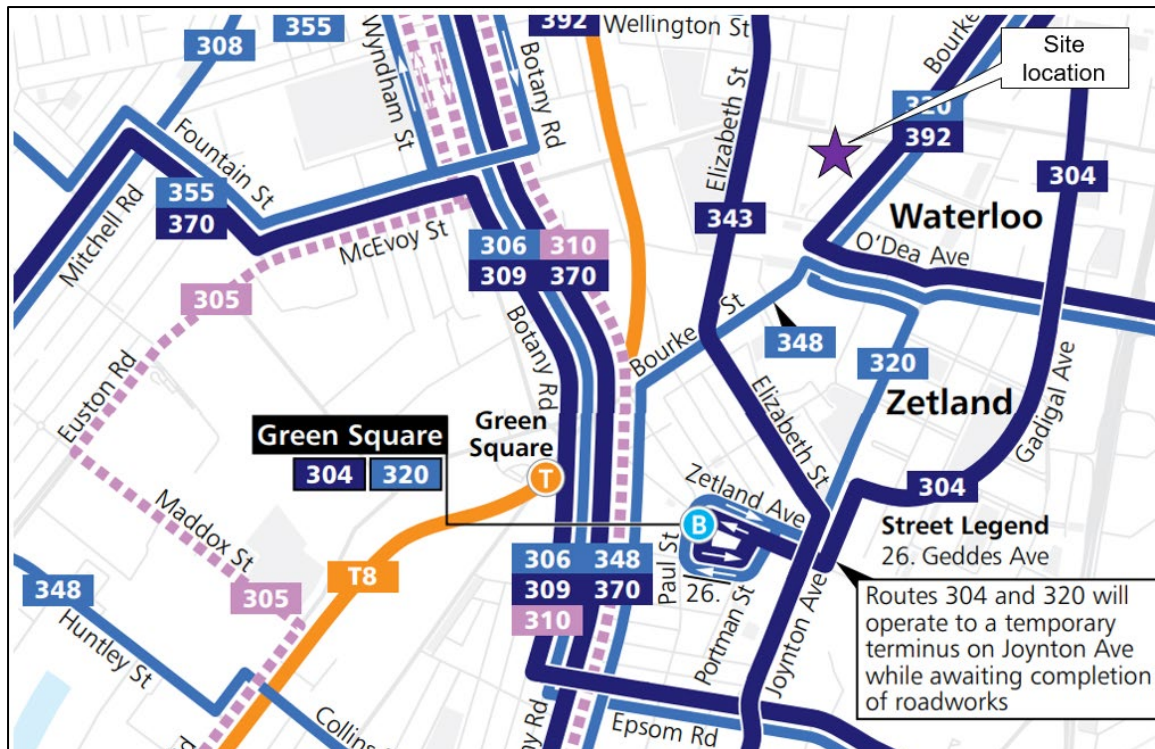 355
308
392
Wellington St
Bourke
Site
location
Wyndham St
Botany Rd
Elizabeth St
320
392
304
Fountain St
355
370
Mitchell Rd
McEvoy St
306 310
309 370
343
Waterloo
O'Dea Ave
305
Botany Rd
Bourke St
348
320
Euston Rd
Elizabeth St
Zetland
Gadigal Ave
Green Square
304 320
Green
Square
T
Zetland Ave
304
Maddox St
B
Street Legend
26. Geddes Ave
T8
306 348
309 370
310
Paul St
26.
Portman St
Joynton Ave
348
305
Huntley St
Routes 304 and 320 will
operate to a temporary
terminus on Joynton Ave
while awaiting completion
of roadworks
Collins
ny Rd
Epsom Rd